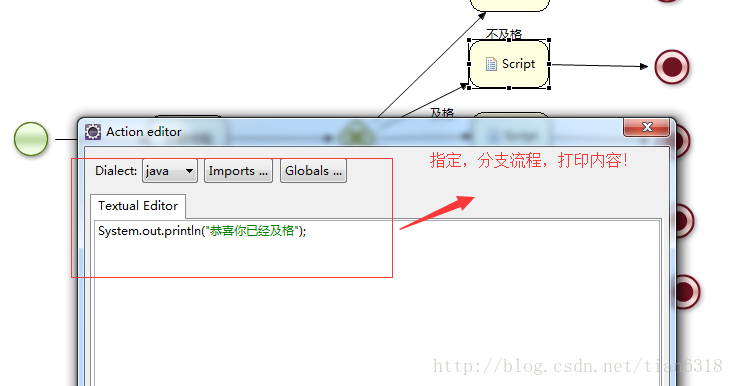 不及格
Script
及格
Action editor
指定，分支流程，打印内容！
Dialect: java Imports ... Globals ...
Textual Editor
System.out.println("恭喜你已经及格");
http://blog.csdn.net/tian6318